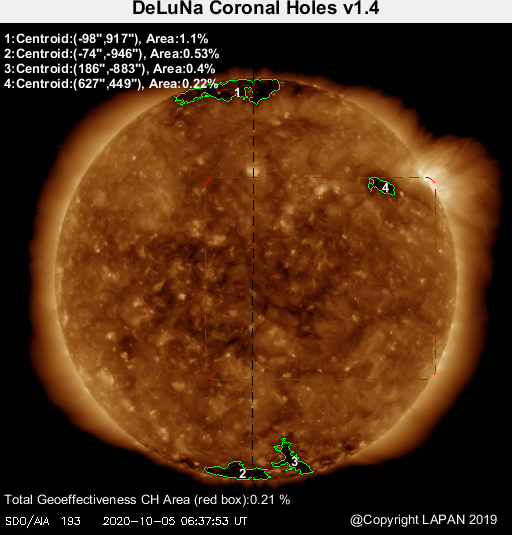 DeLuNa Coronal Holes v1.4
1:Centroid:(-98",917"), Area:1.1%
2:Centroid:(-74",-946"), Area:0.53%
3:Centroid:(186",-883"), Area:0.4%
4:Centroid:(627",449"), Area:0.22%
1
4
3
2
Total Geoeffectiveness CH Area (red box):0.21 %
SDO/AIA 193 2020-10-05 06:37:53 UT
@Copyright LAPAN 2019